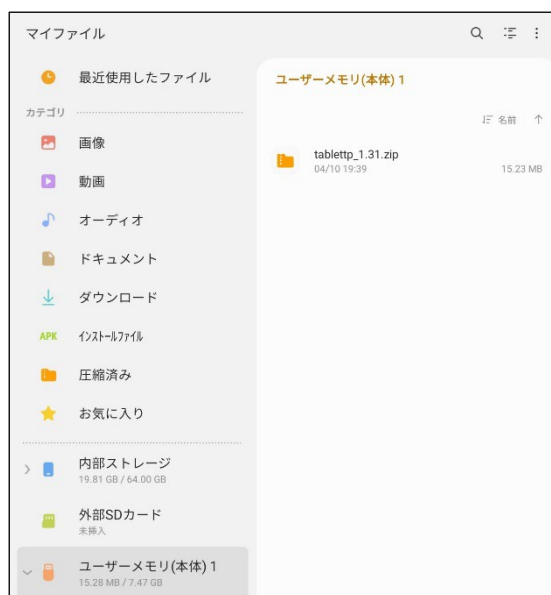 マイファイル
最近使用したファイル
カテゴリ
画像
動画
オーディオ
ドキュメント
ダウンロード
APK インストールファイル
圧縮済み
お気に入り
内部ストレージ
19.81 GB / 64.00 GB
外部SDカード
未挿入
ユーザーメモリ(本体) 1
15.28 MB / 7.47 GB
ユーザーメモリ(本体) 1
名前
tablettp_1.31.zip
04/10 19:39 15.23 MB